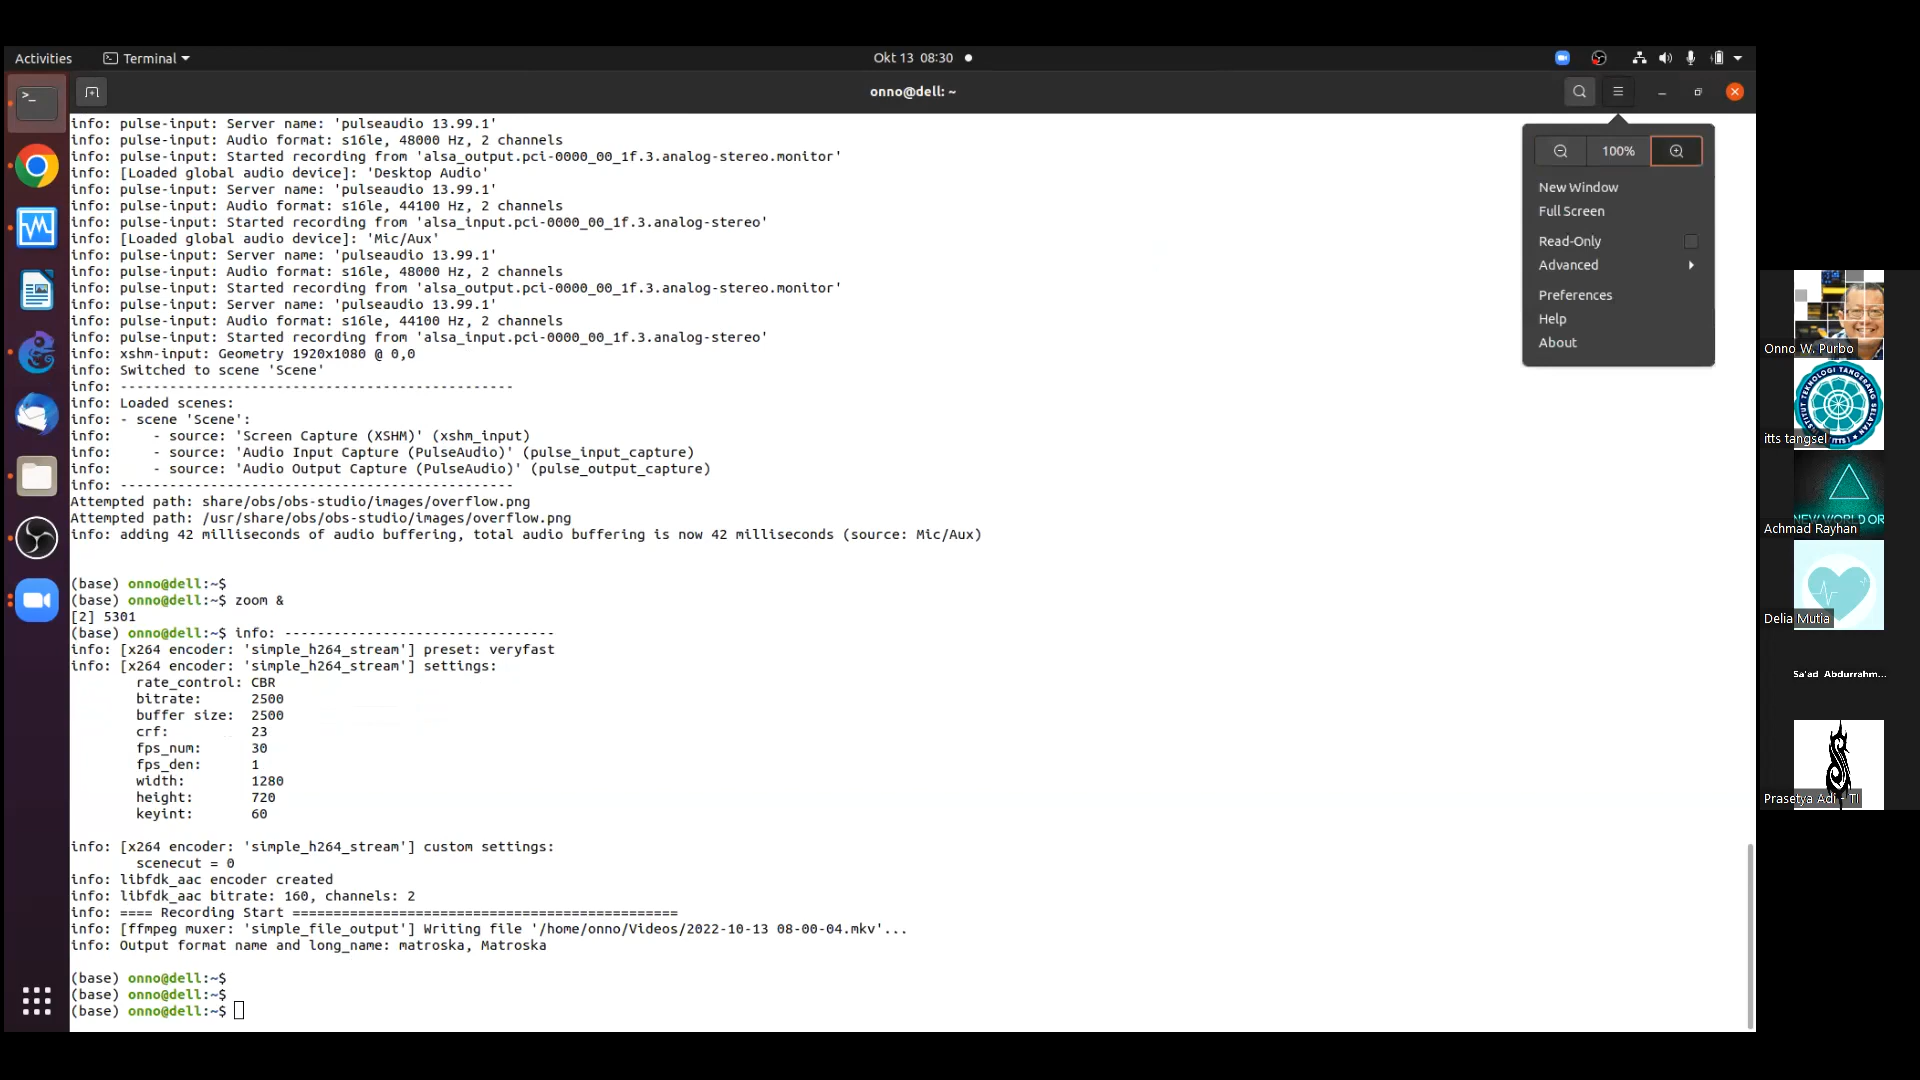 Activities
Terminal
Okt 13 08:30
onno@dell: ~
info: pulse-input: Server name: 'pulseaudio 13.99.1'
info: pulse-input: Audio format: s16le, 48000 Hz, 2 channels
info: pulse-input: Started recording from 'alsa_output.pci-0000_00_1f.3.analog-stereo.monitor'
info: [Loaded global audio device]: 'Desktop Audio'
info: pulse-input: Server name: 'pulseaudio 13.99.1'
info: pulse-input: Audio format: s16le, 44100 Hz, 2 channels
info: pulse-input: Started recording from 'alsa_input.pci-0000_00_1f.3.analog-stereo'
info: [Loaded global audio device]: 'Mic/Aux'
info: pulse-input: Server name: 'pulseaudio 13.99.1'
info: pulse-input: Audio format: s16le, 48000 Hz, 2 channels
info: pulse-input: Started recording from 'alsa_output.pci-0000_00_1f.3.analog-stereo.monitor'
info: pulse-input: Server name: 'pulseaudio 13.99.1'
info: pulse-input: Audio format: s16le, 44100 Hz, 2 channels
info: pulse-input: Started recording from 'alsa_input.pci-0000_00_1f.3.analog-stereo'
info: xshm-input: Geometry 1920x1080 @ 0,0
info: Switched to scene 'Scene'
info: ------------------------------------------------
info: Loaded scenes:
info: - scene 'Scene':
info:     - source: 'Screen Capture (XSHM)' (xshm_input)
info:     - source: 'Audio Input Capture (PulseAudio)' (pulse_input_capture)
info:     - source: 'Audio Output Capture (PulseAudio)' (pulse_output_capture)
info: ------------------------------------------------
Attempted path: share/obs/obs-studio/images/overflow.png
Attempted path: /usr/share/obs/obs-studio/images/overflow.png
info: adding 42 milliseconds of audio buffering, total audio buffering is now 42 milliseconds (source: Mic/Aux)
(base) onno@dell:~$
(base) onno@dell:~$ zoom &
[2] 5301
(base) onno@dell:~$ info: ---------------------------------
info: [x264 encoder: 'simple_h264_stream'] preset: veryfast
info: [x264 encoder: 'simple_h264_stream'] settings:
rate_control: CBR
bitrate:      2500
buffer size:  2500
crf:          23
fps_num:      30
fps_den:      1
width:        1280
height:       720
keyint:       60
info: [x264 encoder: 'simple_h264_stream'] custom settings:
scenecut = 0
info: libfdk_aac encoder created
info: libfdk_aac bitrate: 160, channels: 2
info: ==== Recording Start ===============================================
info: [ffmpeg muxer: 'simple_file_output'] Writing file '/home/onno/Videos/2022-10-13 08-00-04.mkv'...
info: Output format name and long_name: matroska, Matroska
(base) onno@dell:~$
(base) onno@dell:~$
(base) onno@dell:~$
100%
New Window
Full Screen
Read-Only
Advanced
Preferences
Help
About
Onno W. Purbo
INSTITUT TEKNOLOGI TANGERANG SELATAN
(ITTS)
itts tangsel
NEW WORLD OR
Achmad Rayhan
Delia Mutia
Sa'ad Abdurrahm...
Prasetya Adi - TI